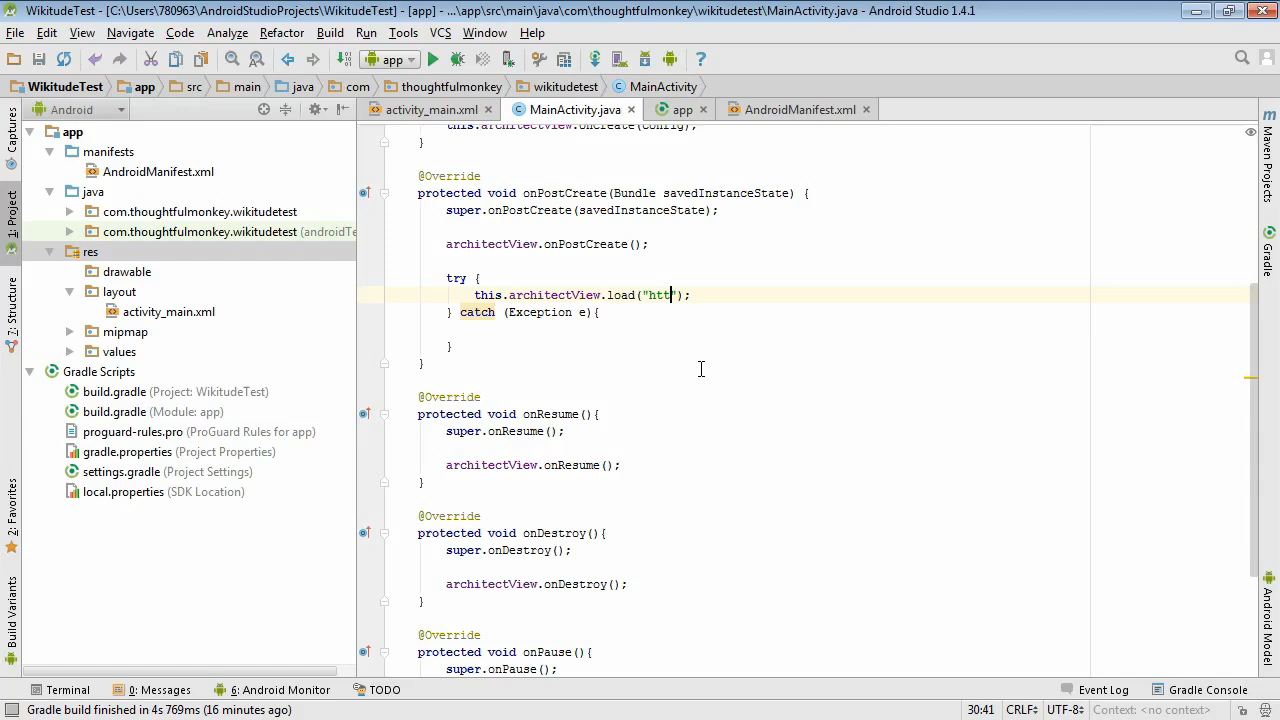 WikitudeTest - [C:\Users\780963\AndroidStudioProjects\WikitudeTest] - [app] - ...\app\src\main\java\com\thoughtfulmonkey\wikitudetest\MainActivity.java - Android Studio 1.4.1
File Edit View Navigate Code Analyze Refactor Build Run Tools VCS Window Help
app
WikitudeTest app src main java com thoughtfulmonkey wikitudetest MainActivity
Android
activity_main.xml MainActivity.java app AndroidManifest.xml
Captures
1: Project
7: Structure
2: Favorites
Build Variants
app
manifests
AndroidManifest.xml
java
com.thoughtfulmonkey.wikitudetest
com.thoughtfulmonkey.wikitudetest (androidTe
res
drawable
layout
activity_main.xml
mipmap
values
Gradle Scripts
build.gradle (Project: WikitudeTest)
build.gradle (Module: app)
proguard-rules.pro (ProGuard Rules for app)
gradle.properties (Project Properties)
settings.gradle (Project Settings)
local.properties (SDK Location)
this.architectView.onCreate(config);
}
@Override
protected void onPostCreate(Bundle savedInstanceState) {
super.onPostCreate(savedInstanceState);
architectView.onPostCreate();
try {
this.architectView.load("htt");
} catch (Exception e){
}
}
@Override
protected void onResume(){
super.onResume();
architectView.onResume();
}
@Override
protected void onDestroy(){
super.onDestroy();
architectView.onDestroy();
}
@Override
protected void onPause(){
super.onPause();
Maven Projects
Gradle
Android Model
Terminal 0: Messages 6: Android Monitor TODO Event Log Gradle Console
Gradle build finished in 4s 769ms (16 minutes ago) 30:41 CRLF UTF-8 Context: <no context>